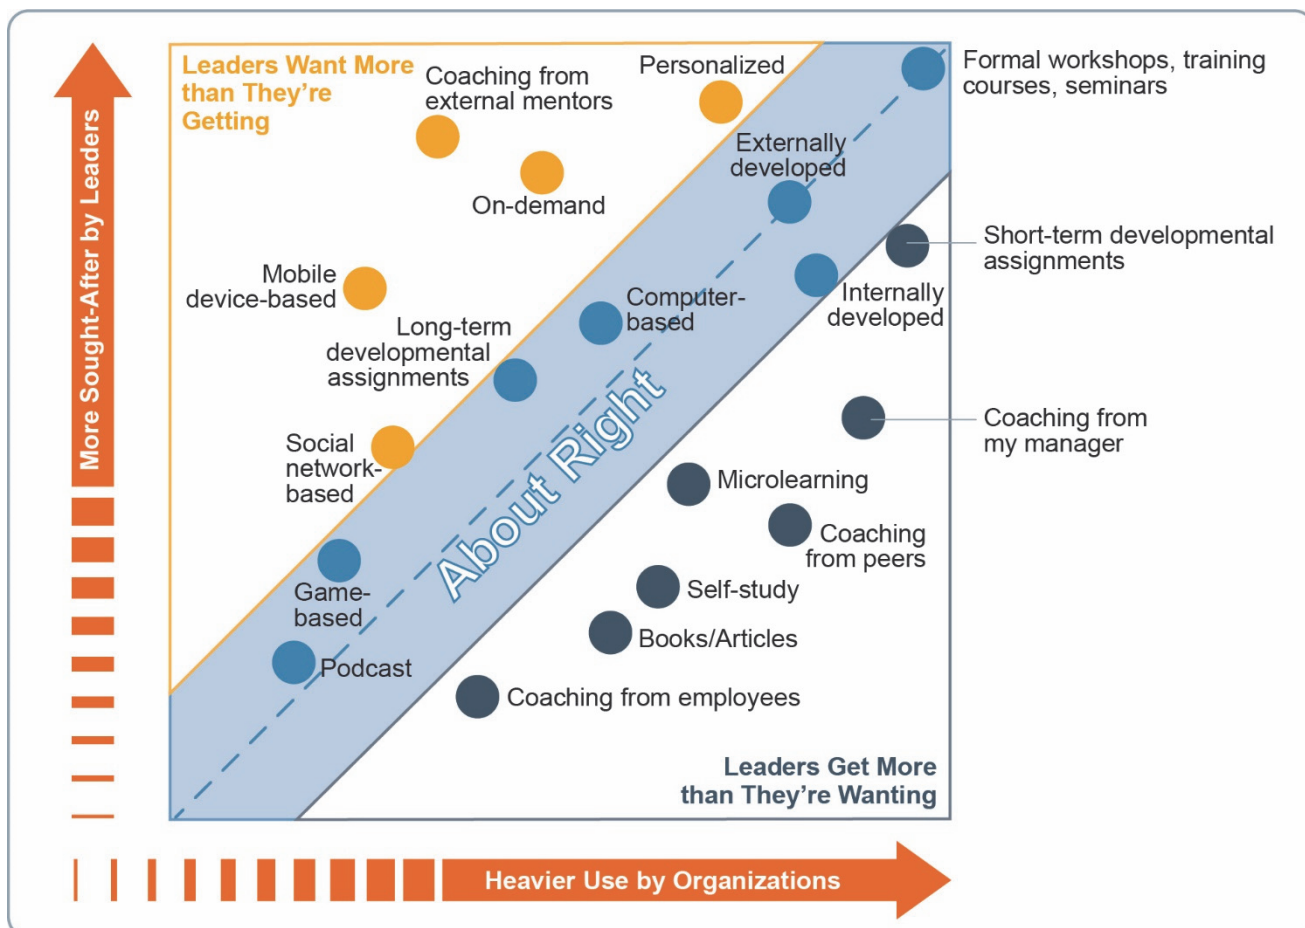 Leaders Want More
than They're
Getting
Coaching from
external mentors
Personalized
Formal workshops, training
courses, seminars
Externally
developed
On-demand
Short-term developmental
assignments
Mobile
device-based
Internally
developed
Computer-
based
Long-term
developmental
assignments
Coaching from
my manager
Social
network-
based
About Right
Microlearning
Coaching
from peers
Game-
based
Self-study
Books/Articles
Podcast
Coaching from employees
Leaders Get More
than They're Wanting
More Sought-After by Leaders
Heavier Use by Organizations